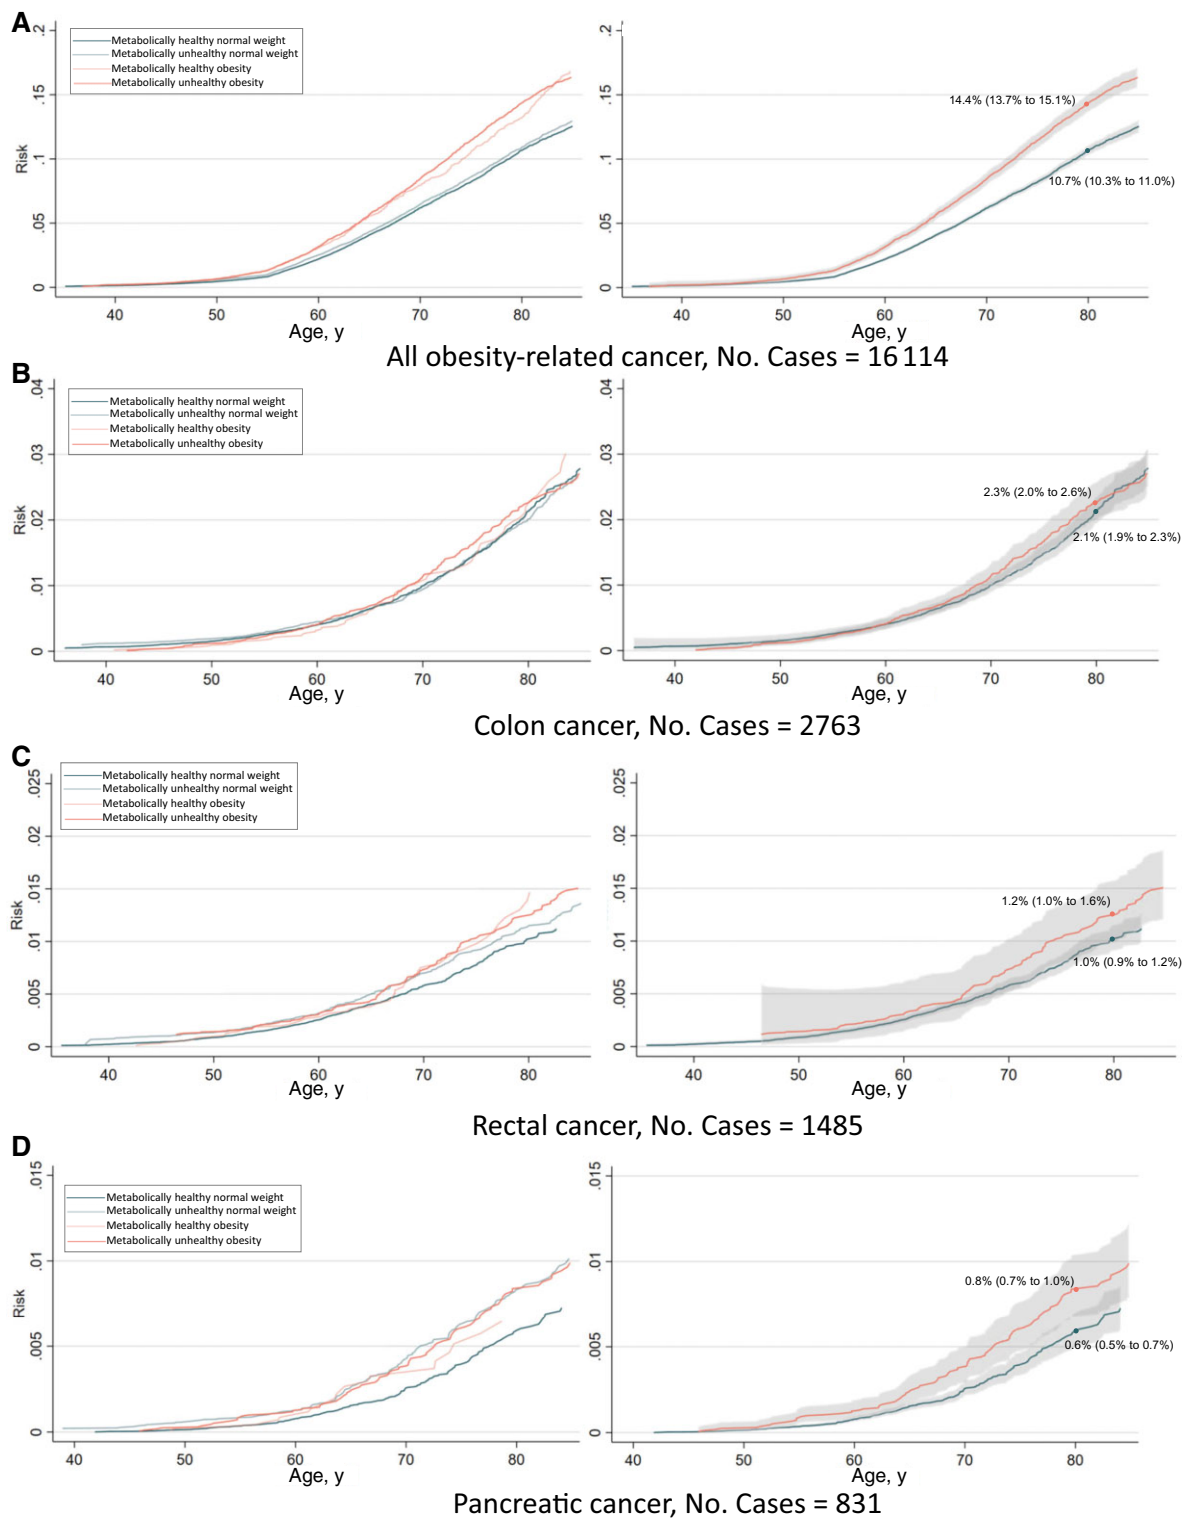 A
.2
.15
.1
.05
0
Risk
Metabolically healthy normal weight
Metabolically unhealthy normal weight
Metabolically healthy obesity
Metabolically unhealthy obesity
40 50 60 70 80
Age, y
.2
.15
.1
.05
0
14.4% (13.7% to 15.1%)
10.7% (10.3% to 11.0%)
40 50 60 70 80
Age, y
All obesity-related cancer, No. Cases = 16 114
B
.04
.03
.02
.01
0
Risk
Metabolically healthy normal weight
Metabolically unhealthy normal weight
Metabolically healthy obesity
Metabolically unhealthy obesity
40 50 60 70 80
Age, y
.04
.03
.02
.01
0
2.3% (2.0% to 2.6%)
2.1% (1.9% to 2.3%)
40 50 60 70 80
Age, y
Colon cancer, No. Cases = 2763
C
.025
.02
.015
.01
.005
0
Risk
Metabolically healthy normal weight
Metabolically unhealthy normal weight
Metabolically healthy obesity
Metabolically unhealthy obesity
40 50 60 70 80
Age, y
.025
.02
.015
.01
.005
0
1.2% (1.0% to 1.6%)
1.0% (0.9% to 1.2%)
40 50 60 70 80
Age, y
Rectal cancer, No. Cases = 1485
D
.015
.01
.005
0
Risk
Metabolically healthy normal weight
Metabolically unhealthy normal weight
Metabolically healthy obesity
Metabolically unhealthy obesity
40 50 60 70 80
Age, y
.015
.01
.005
0
0.8% (0.7% to 1.0%)
0.6% (0.5% to 0.7%)
40 50 60 70 80
Age, y
Pancreatic cancer, No. Cases = 831